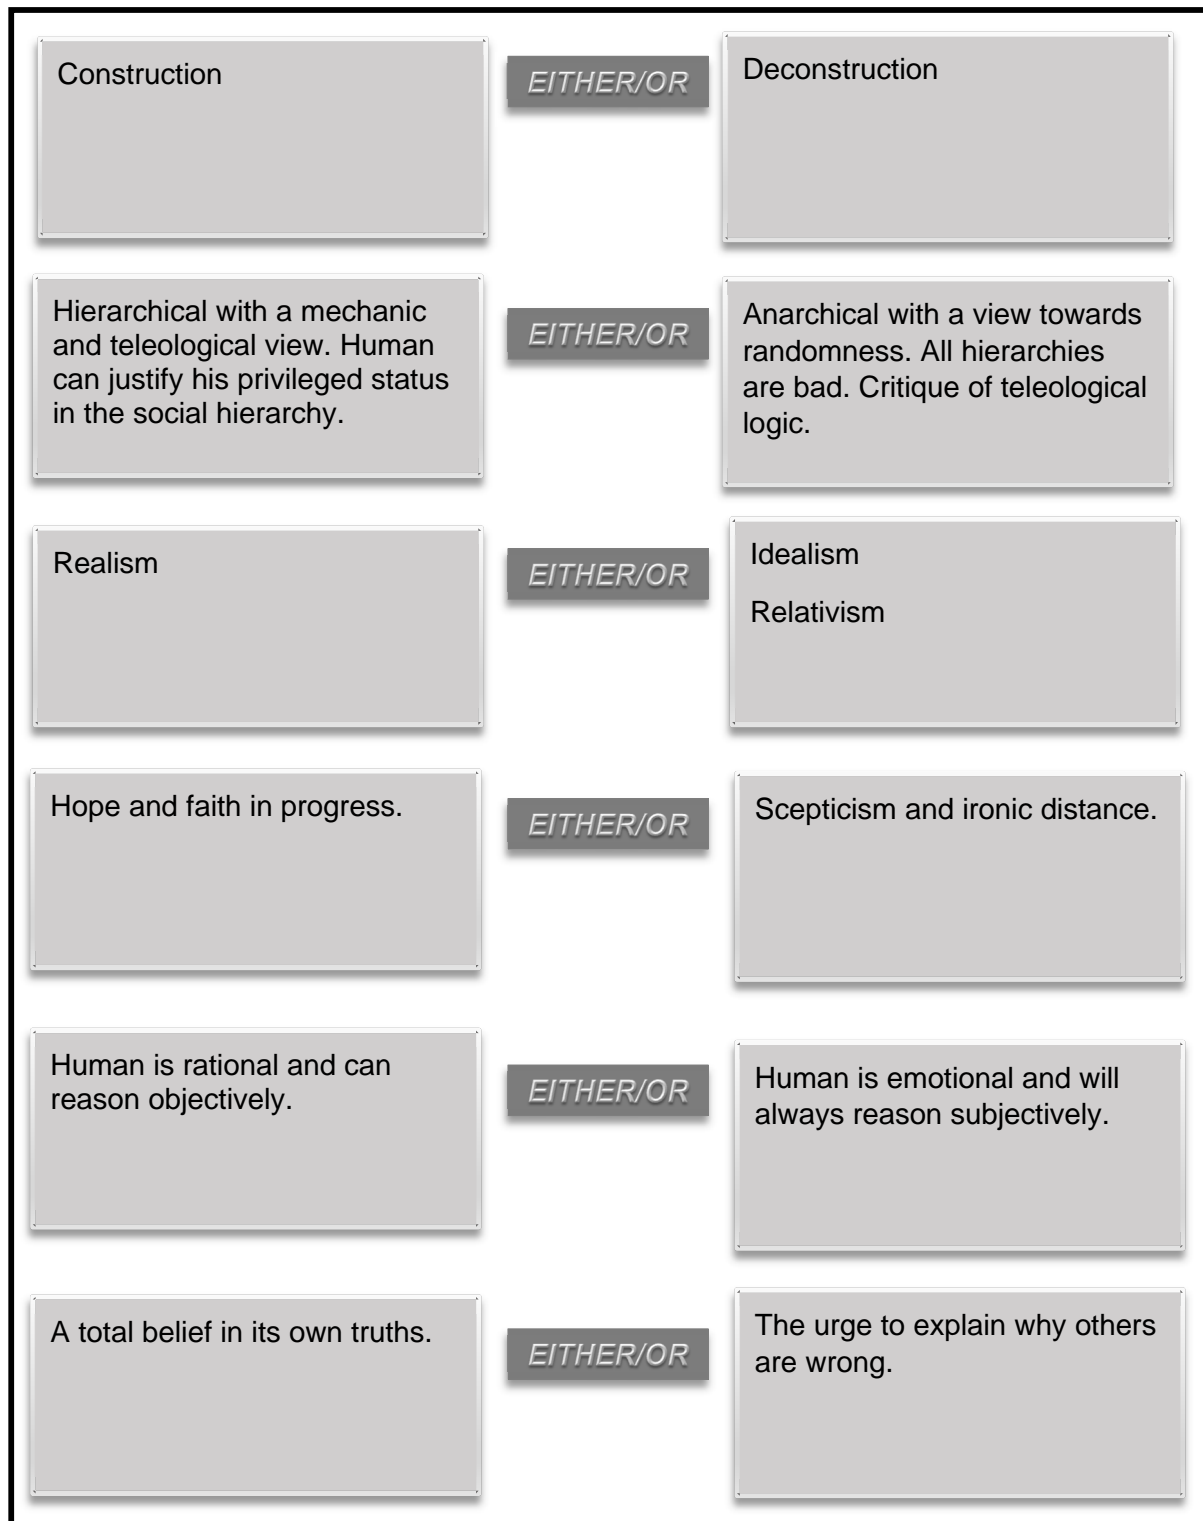 Construction
EITHER/OR
Deconstruction
Hierarchical with a mechanic
and teleological view. Human
can justify his privileged status
in the social hierarchy.
EITHER/OR
Anarchical with a view towards
randomness. All hierarchies
are bad. Critique of teleological
logic.
Realism
EITHER/OR
Idealism
Relativism
Hope and faith in progress.
EITHER/OR
Scepticism and ironic distance.
Human is rational and can
reason objectively.
EITHER/OR
Human is emotional and will
always reason subjectively.
A total belief in its own truths.
EITHER/OR
The urge to explain why others
are wrong.